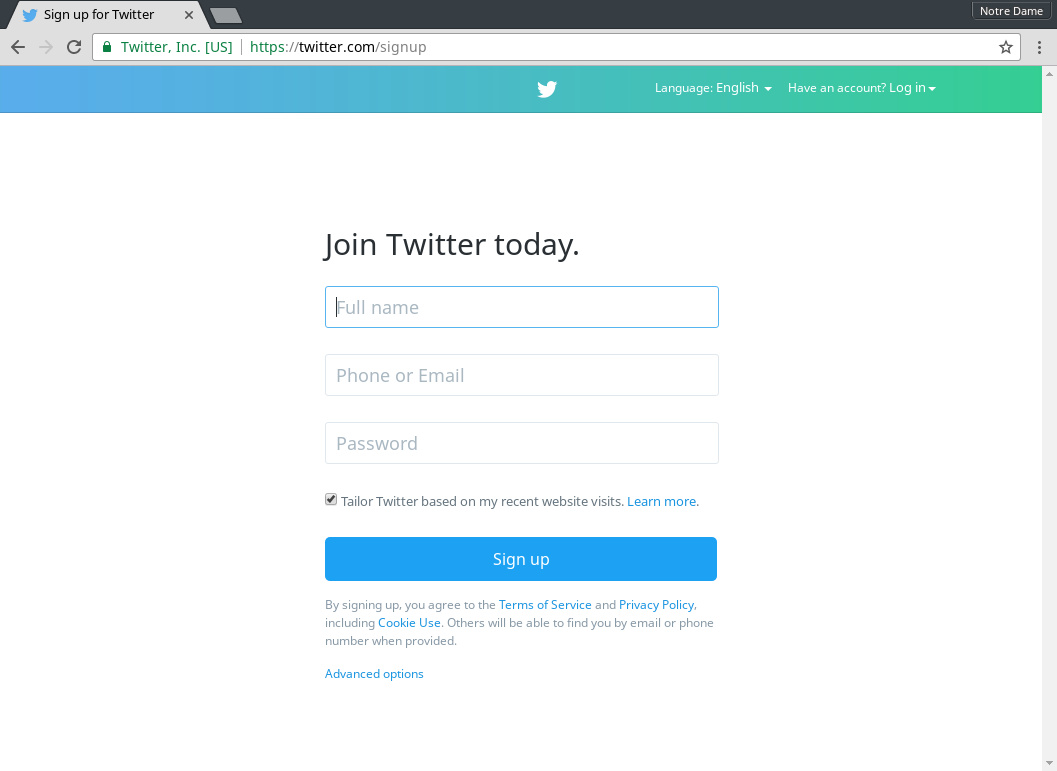 Sign up for Twitter
Notre Dame
Twitter, Inc. [US] https://twitter.com/signup
Language: English Have an account? Log in
Join Twitter today.
Full name
Phone or Email
Password
Tailor Twitter based on my recent website visits. Learn more.
Sign up
By signing up, you agree to the Terms of Service and Privacy Policy,
including Cookie Use. Others will be able to find you by email or phone
number when provided.
Advanced options